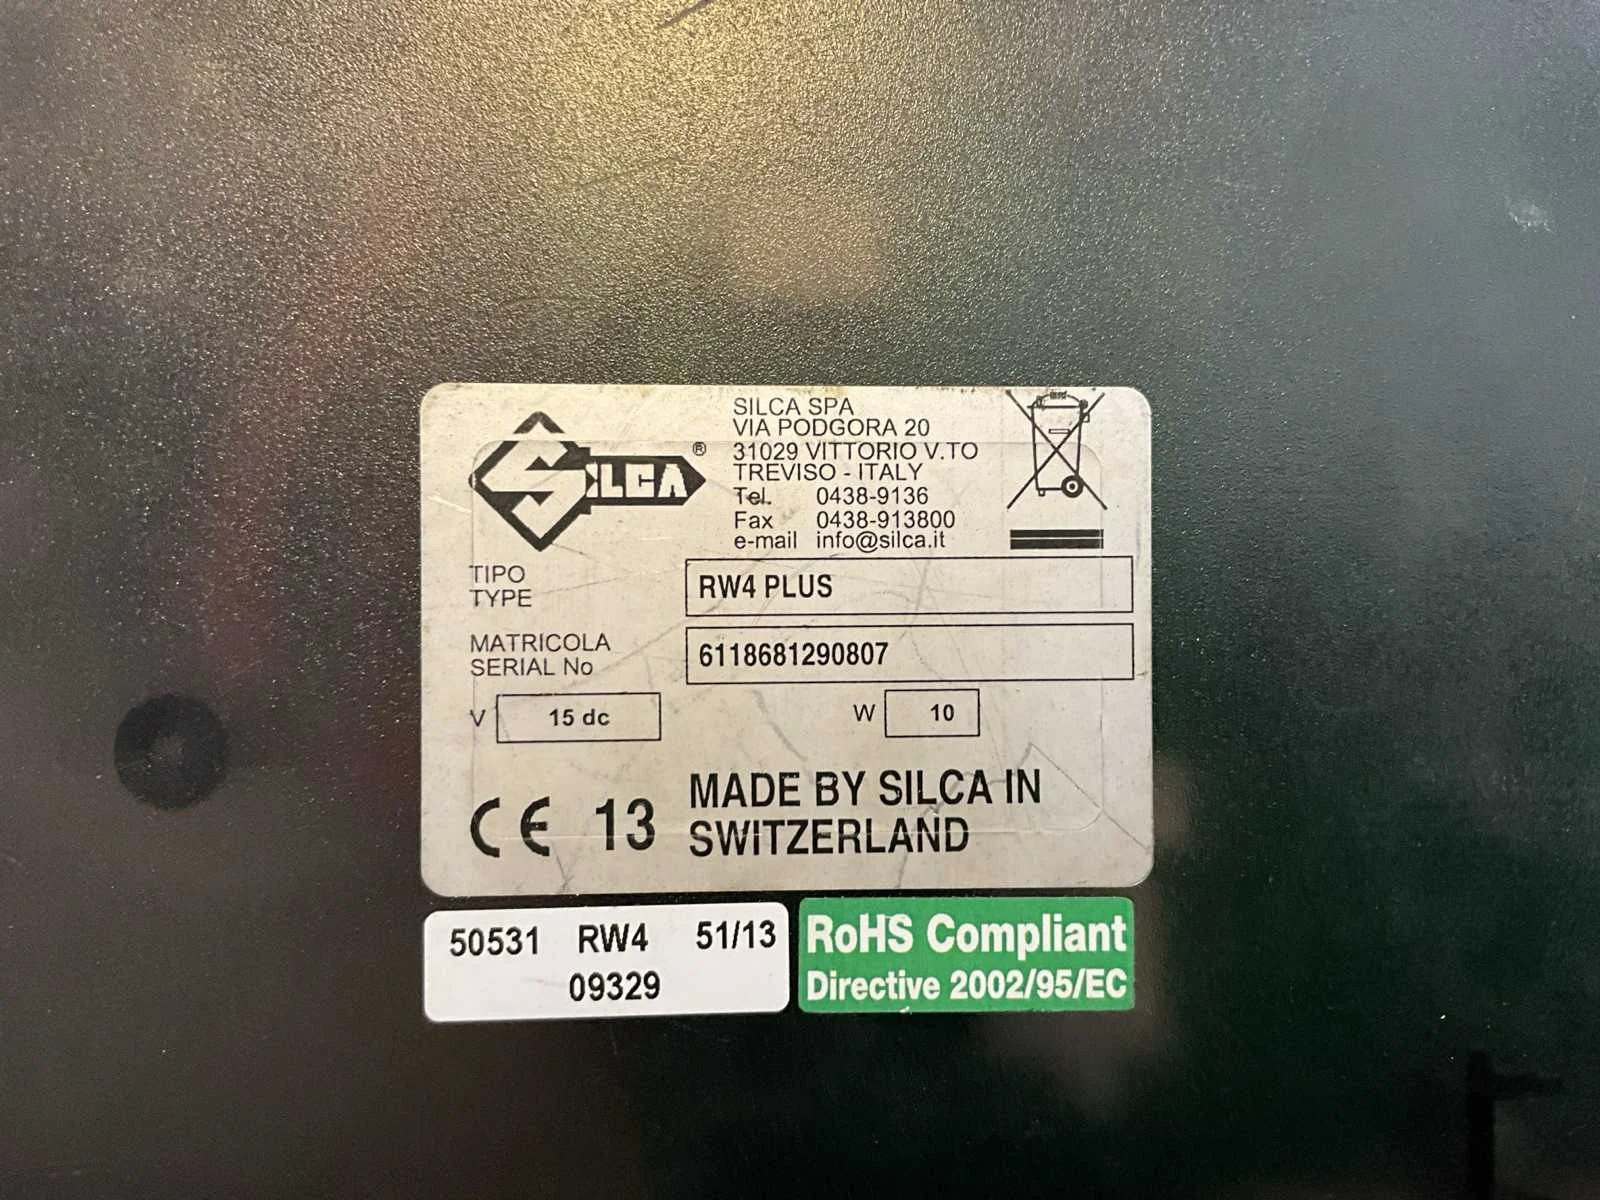 SILCA®
SILCA SPA
VIA PODGORA 20
31029 VITTORIO V.TO
TREVISO - ITALY
Tel. 0438-9136
Fax 0438-913800
e-mail info@silca.it
TIPO
TYPE
RW4 PLUS
MATRICOLA
SERIAL No
6118681290807
V 15 dc W 10
CE 13
MADE BY SILCA IN
SWITZERLAND
50531 RW4 51/13
09329
RoHS Compliant
Directive 2002/95/EC